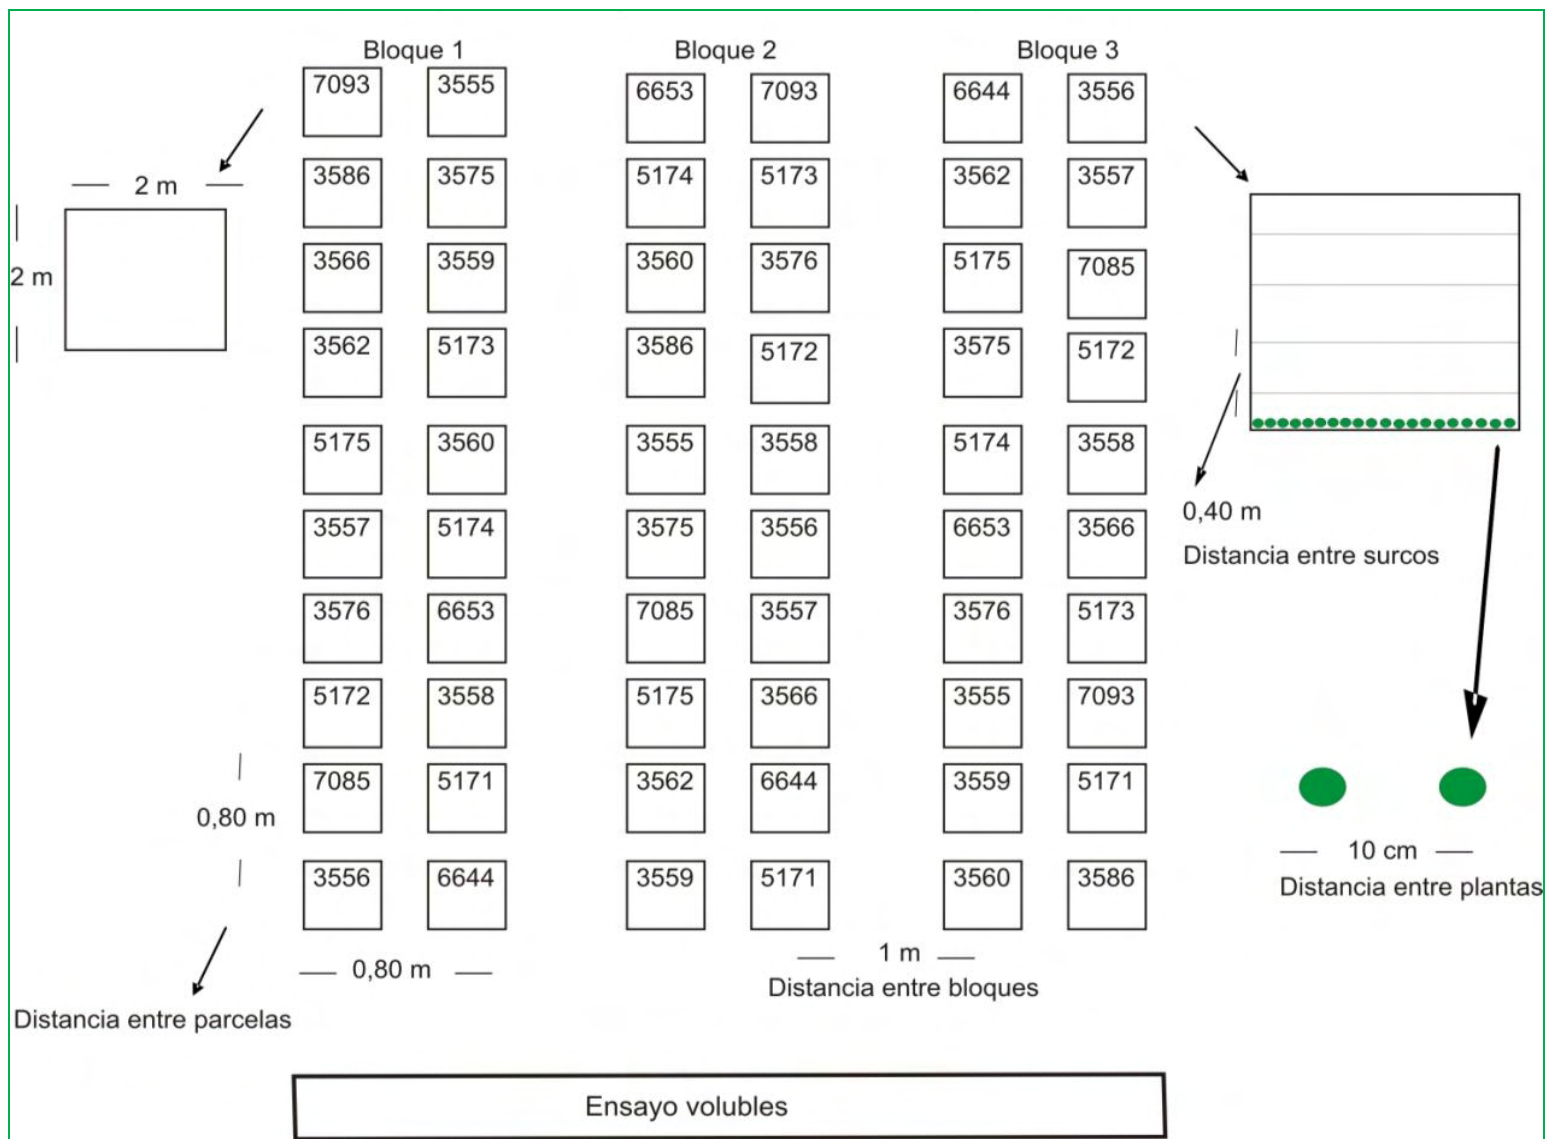 Bloque 1 Bloque 2 Bloque 3
7093 3555 6653 7093 6644 3556
3586 3575 5174 5173 3562 3557
2 m
3566 3559 3560 3576 5175 7085
2 m
3562 5173 3586 5172 3575 5172
5175 3560 3555 3558 5174 3558
0,40 m
3557 5174 3575 3556 6653 3566
Distancia entre surcos
3576 6653 7085 3557 3576 5173
5172 3558 5175 3566 3555 7093
7085 5171 3562 6644 3559 5171
0,80 m
10 cm
3556 6644 3559 5171 3560 3586
Distancia entre plantas
1 m
0,80 m
Distancia entre bloques
Distancia entre parcelas
Ensayo volubles